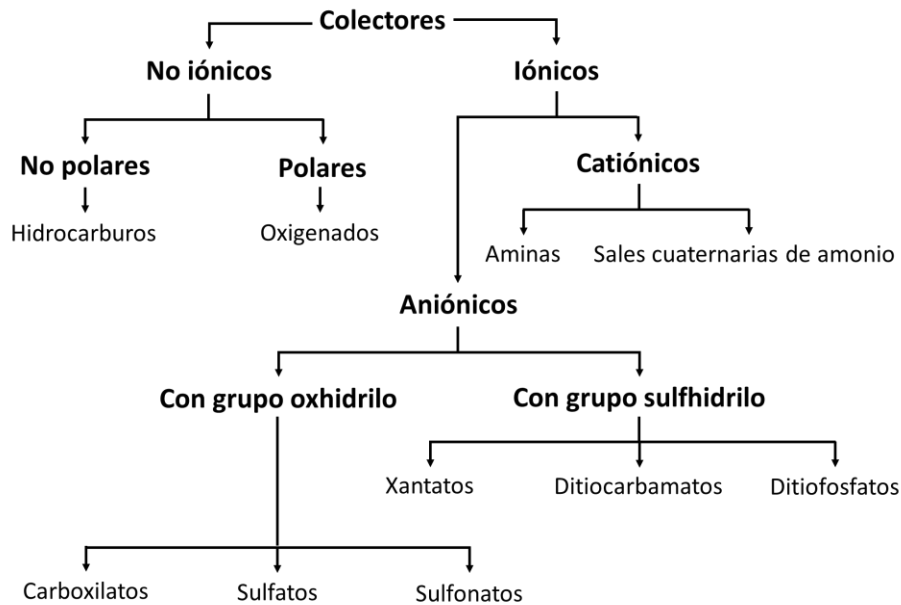 Colectores
No iónicos
Iónicos
No polares
Polares
Catiónicos
Hidrocarburos
Oxigenados
Aminas
Sales cuaternarias de amonio
Aniónicos
Con grupo oxhidrilo
Con grupo sulfhidrilo
Xantatos
Ditiocarbamatos
Ditiofosfatos
Carboxilatos
Sulfatos
Sulfonatos